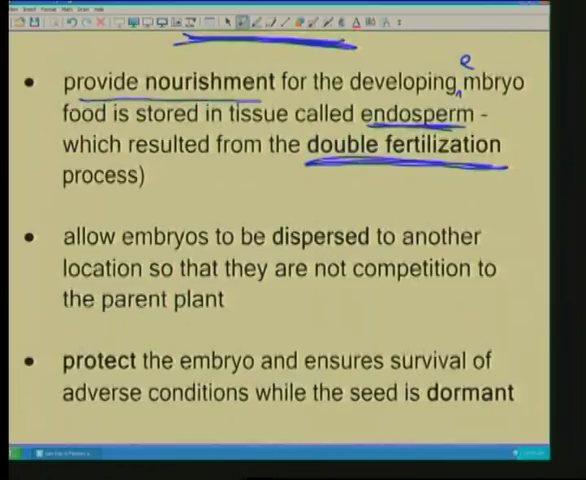 provide nourishment for the developing embryo
food is stored in tissue called endosperm -
which resulted from the double fertilization
process)
allow embryos to be dispersed to another
location so that they are not competition to
the parent plant
protect the embryo and ensures survival of
adverse conditions while the seed is dormant